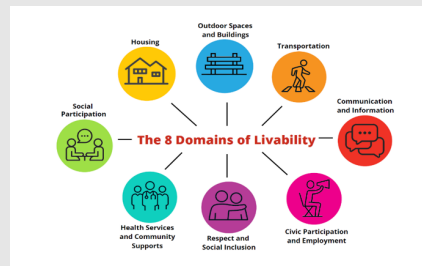 Outdoor Spaces
and Buildings
Housing
Transportation
Social
Participation
Communication
and Information
The 8 Domains of Livability
Health Services
and Community
Supports
Respect and
Social Inclusion
Civic Participation
and Employment